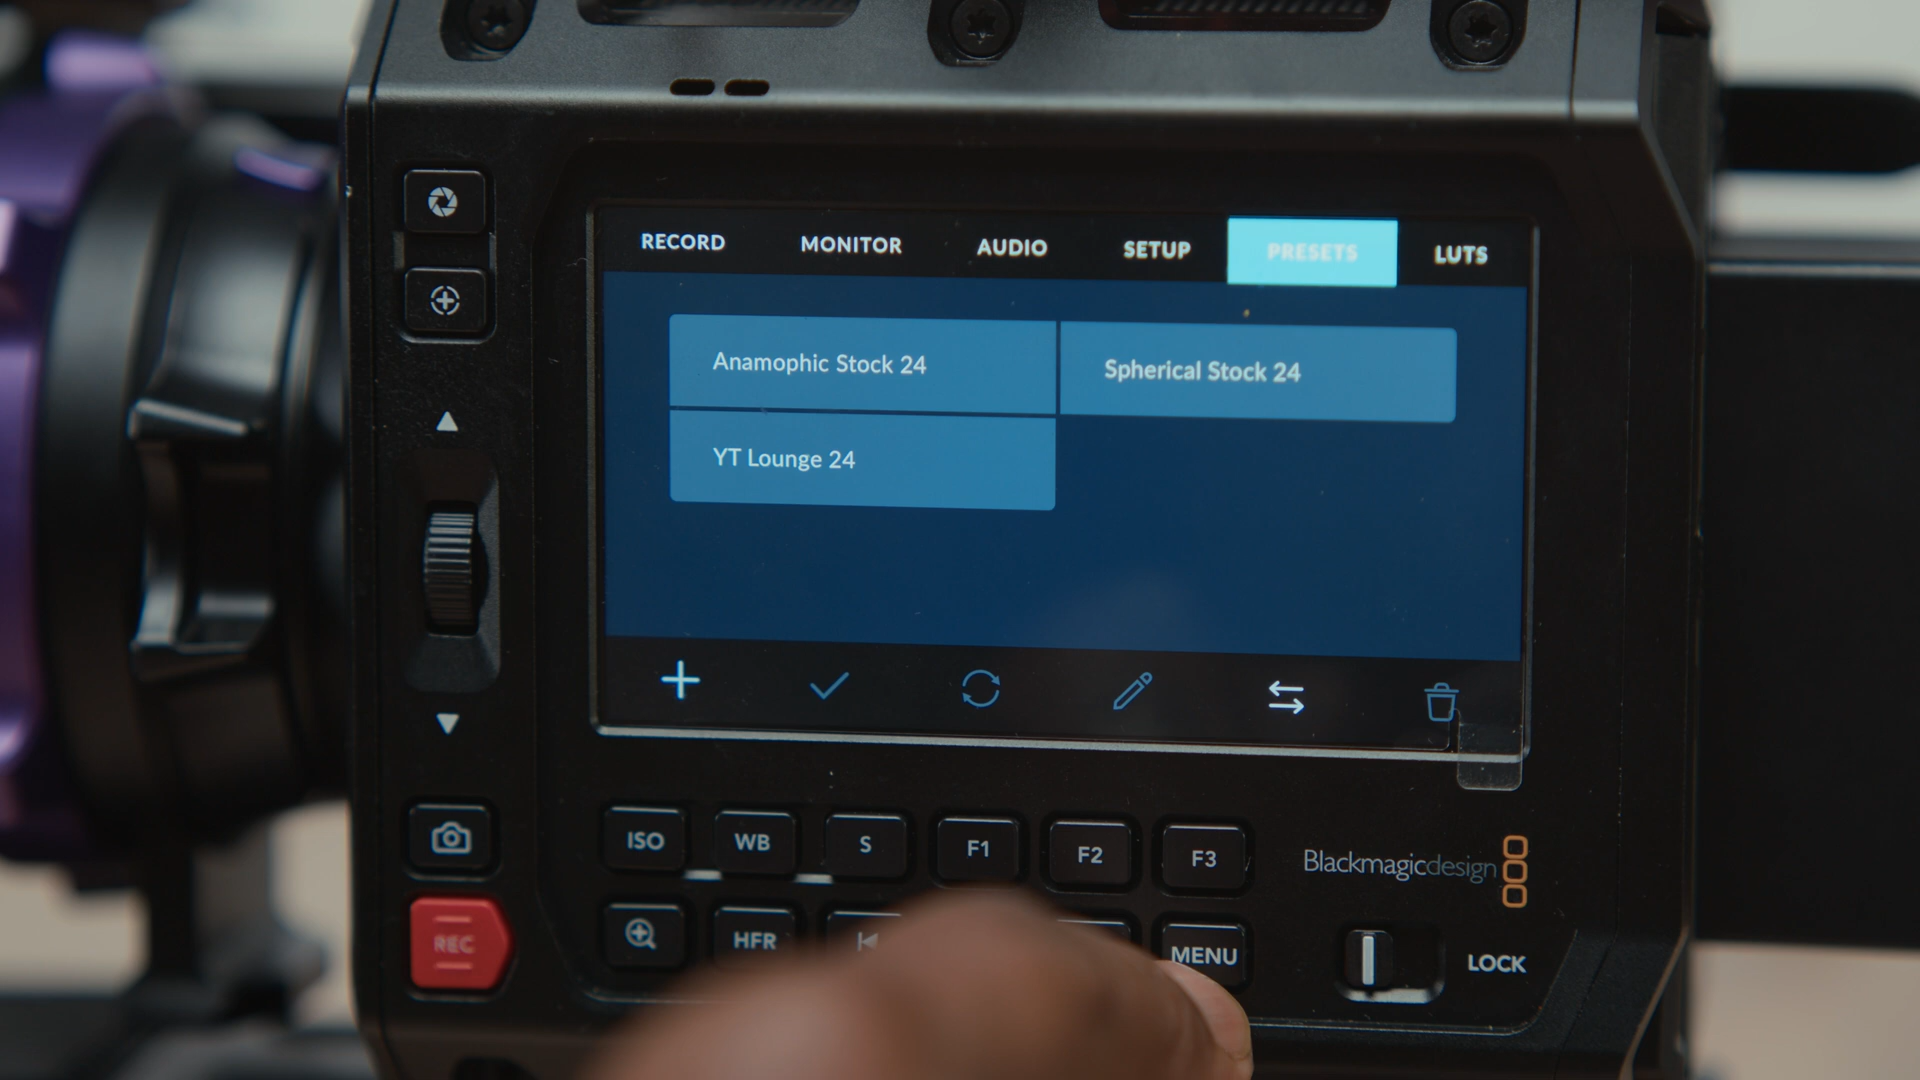 RECORD MONITOR AUDIO SETUP PRESETS LUTS
Anamophic Stock 24
Spherical Stock 24
YT Lounge 24
ISO WB S F1 F2 F3
Blackmagicdesign
REC
HFR
MENU
LOCK